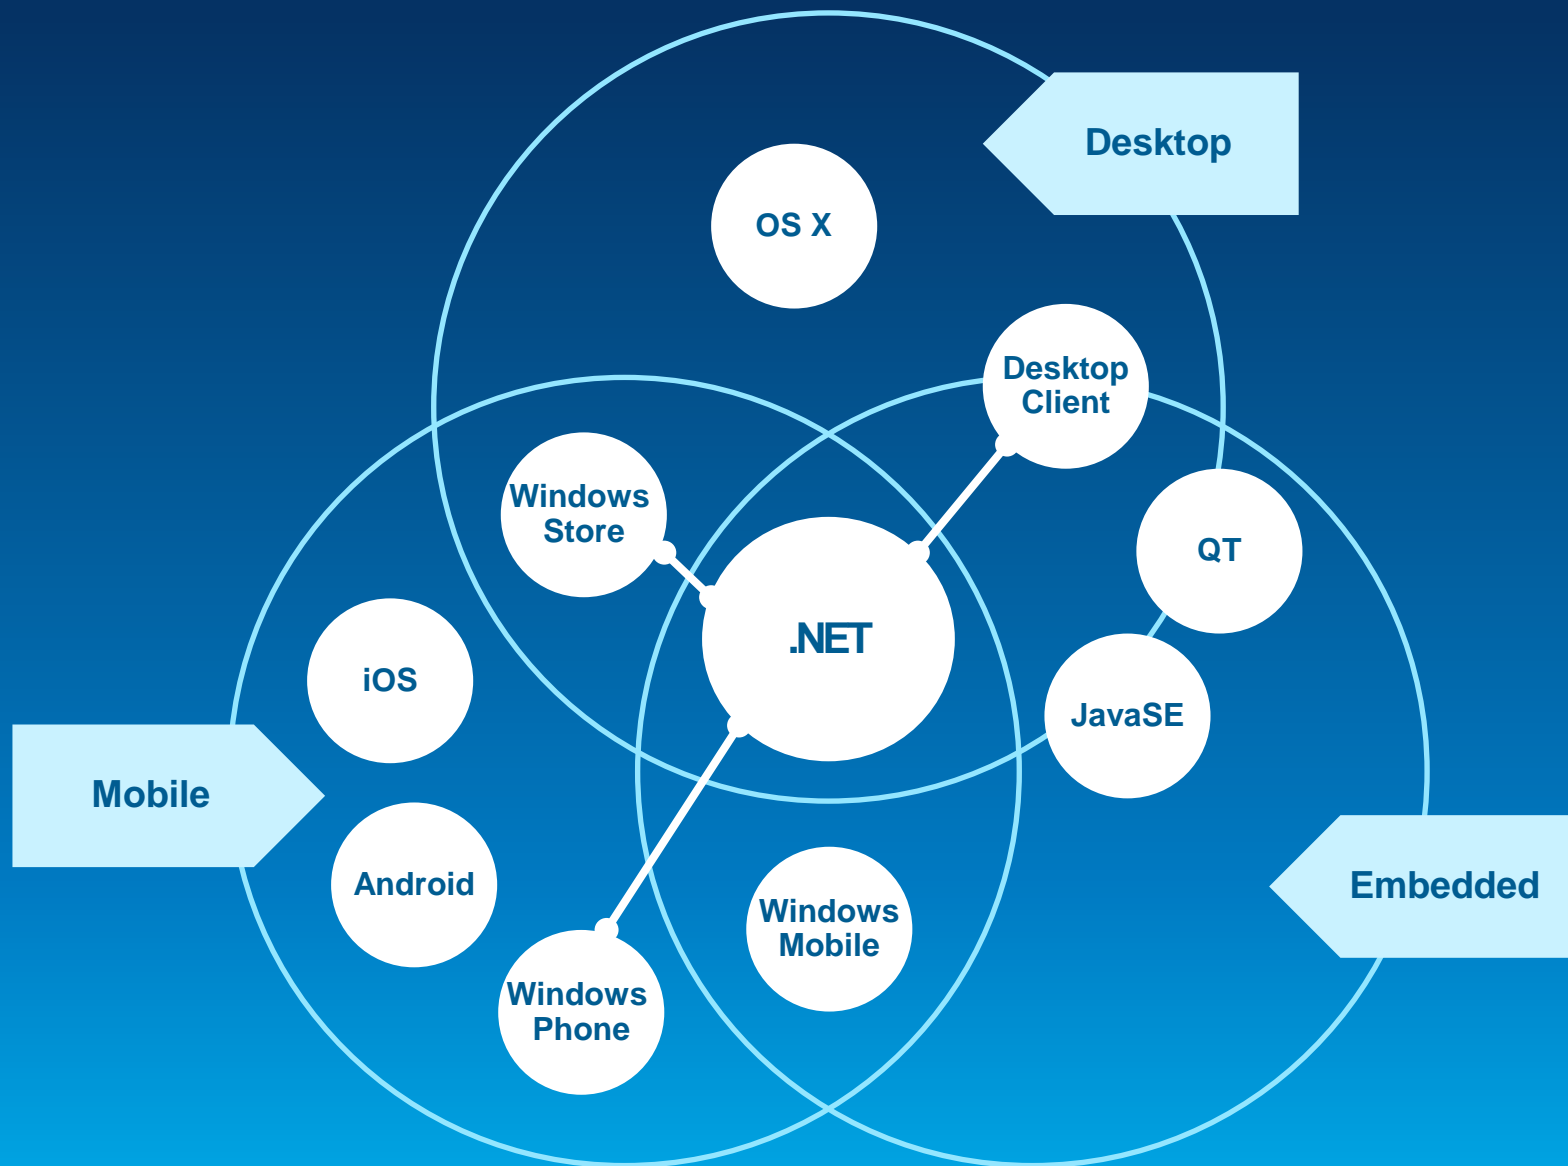 Desktop
OS X
Desktop
Client
Windows
Store
QT
.NET
iOS
JavaSE
Mobile
Android
Embedded
Windows
Mobile
Windows
Phone